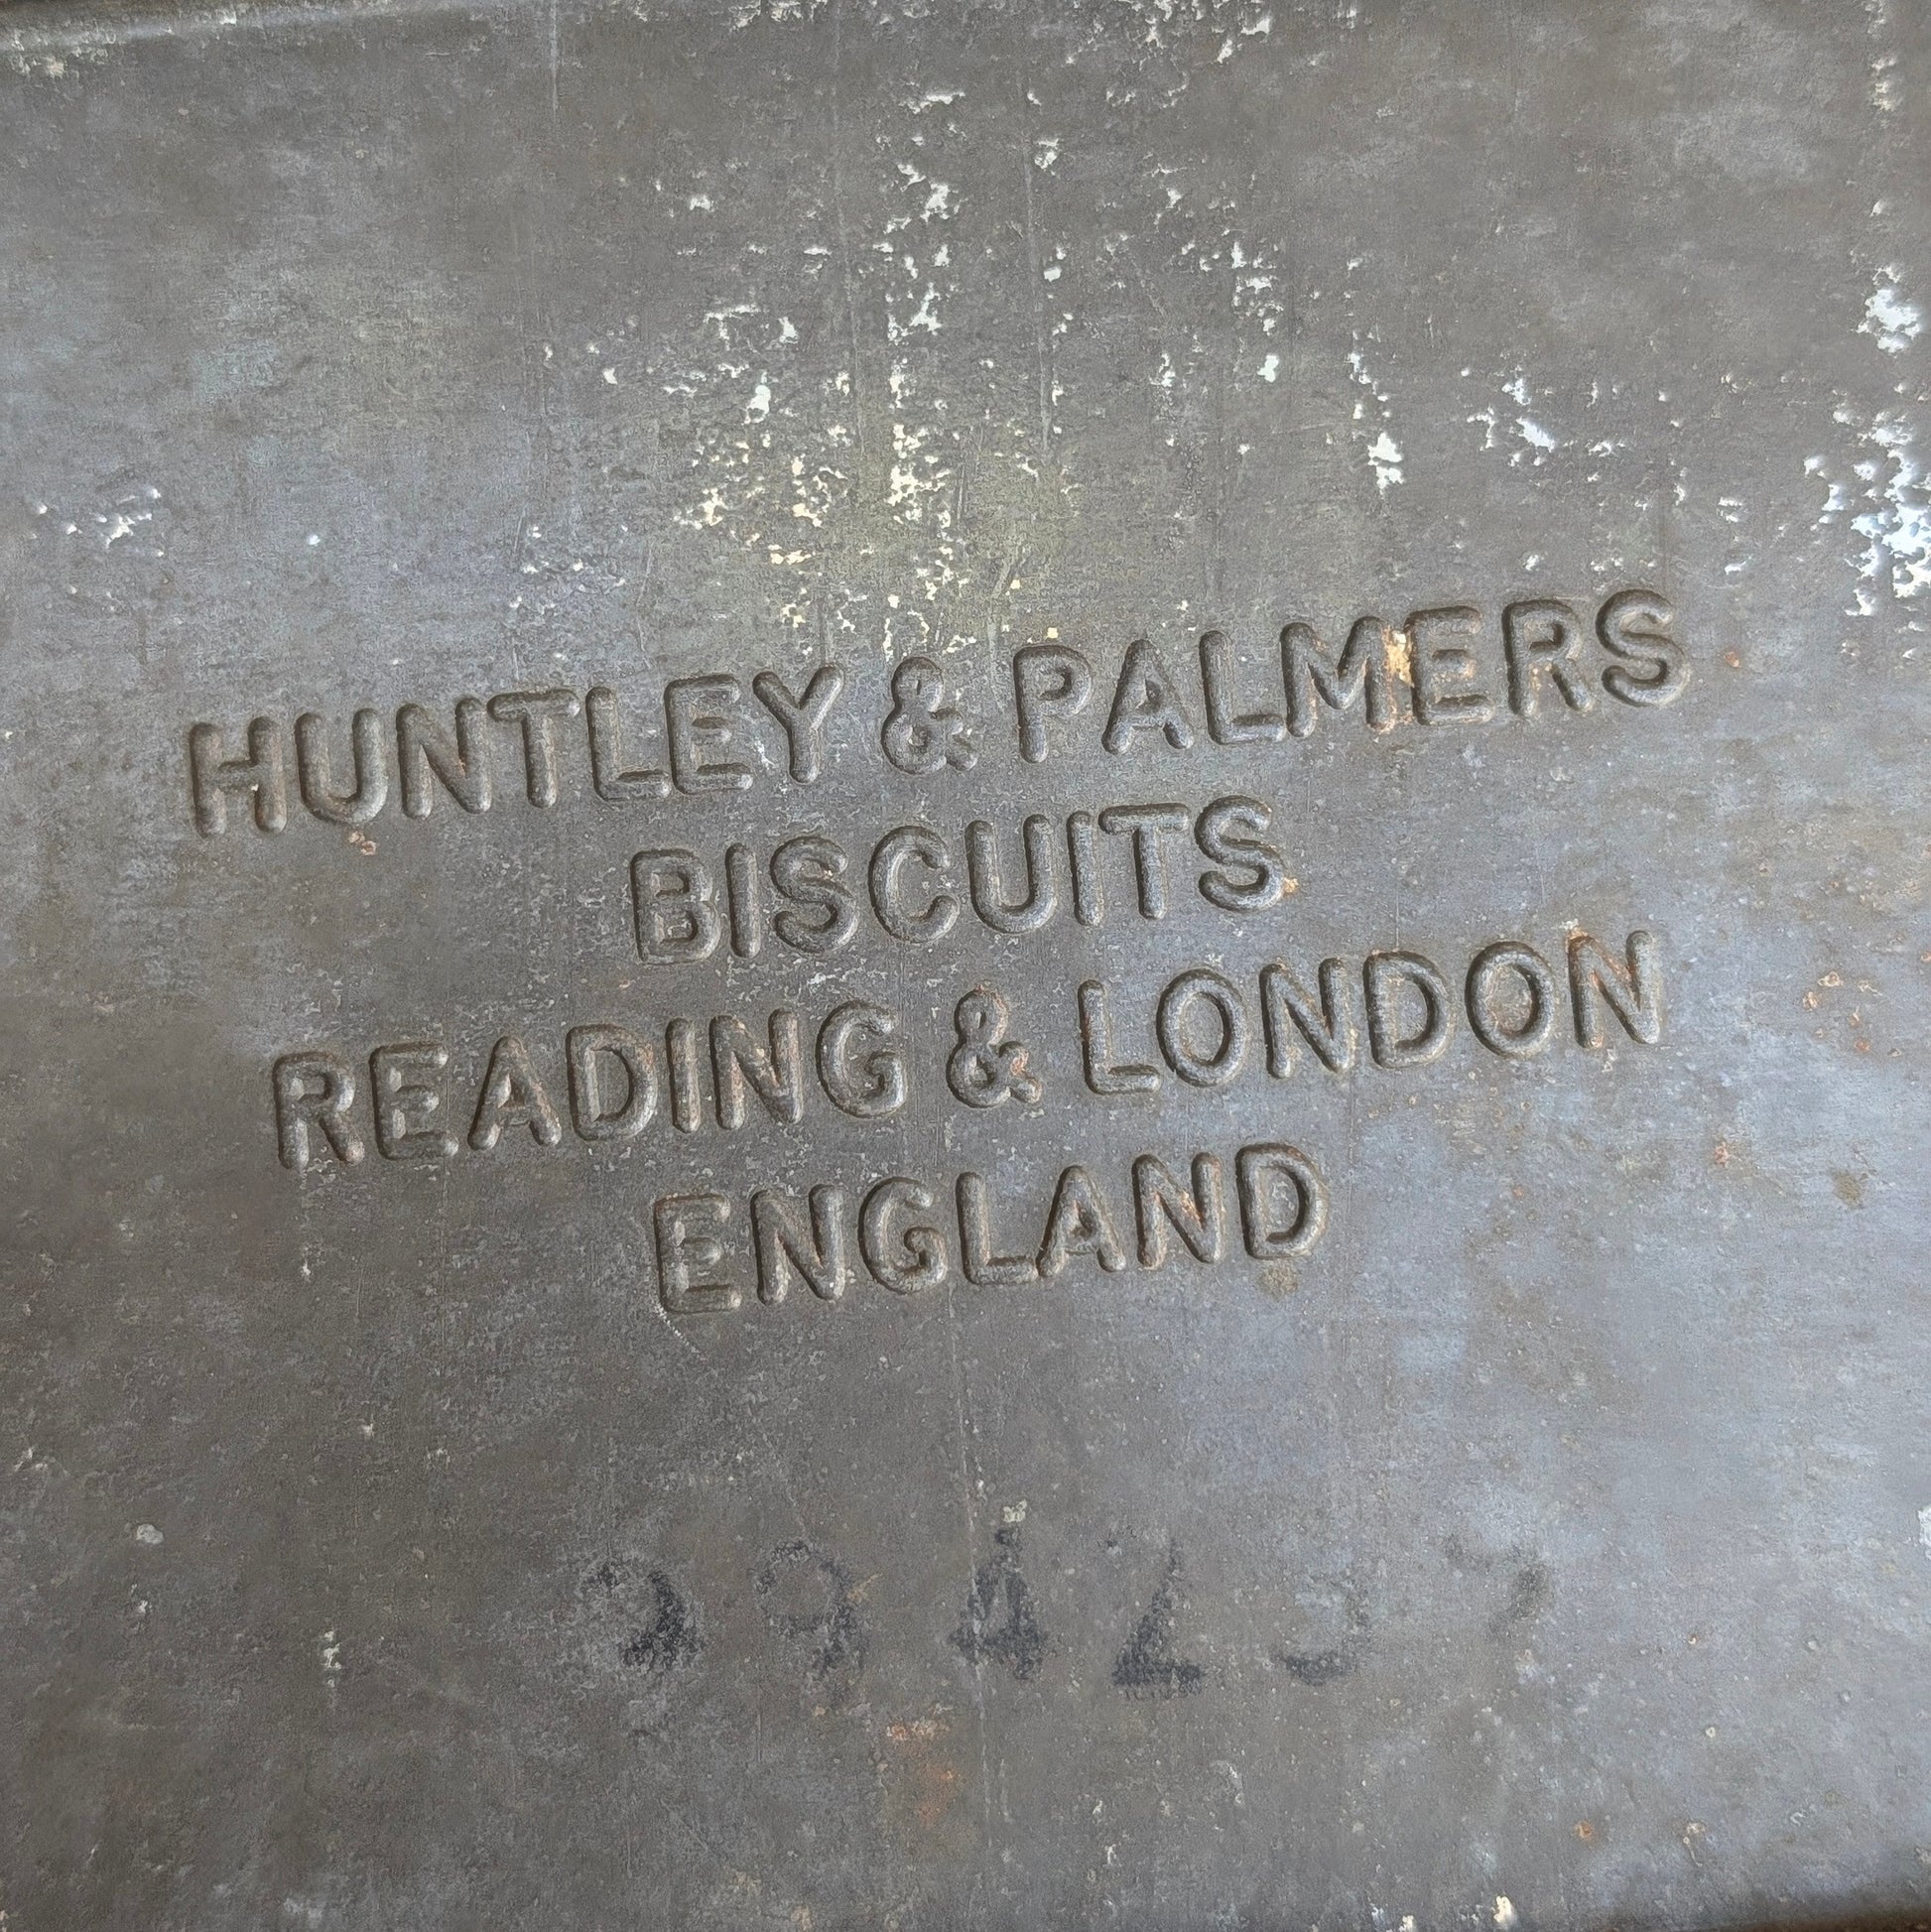 HUNTLEY & PALMERS
BISCUITS
READING & LONDON
ENGLAND